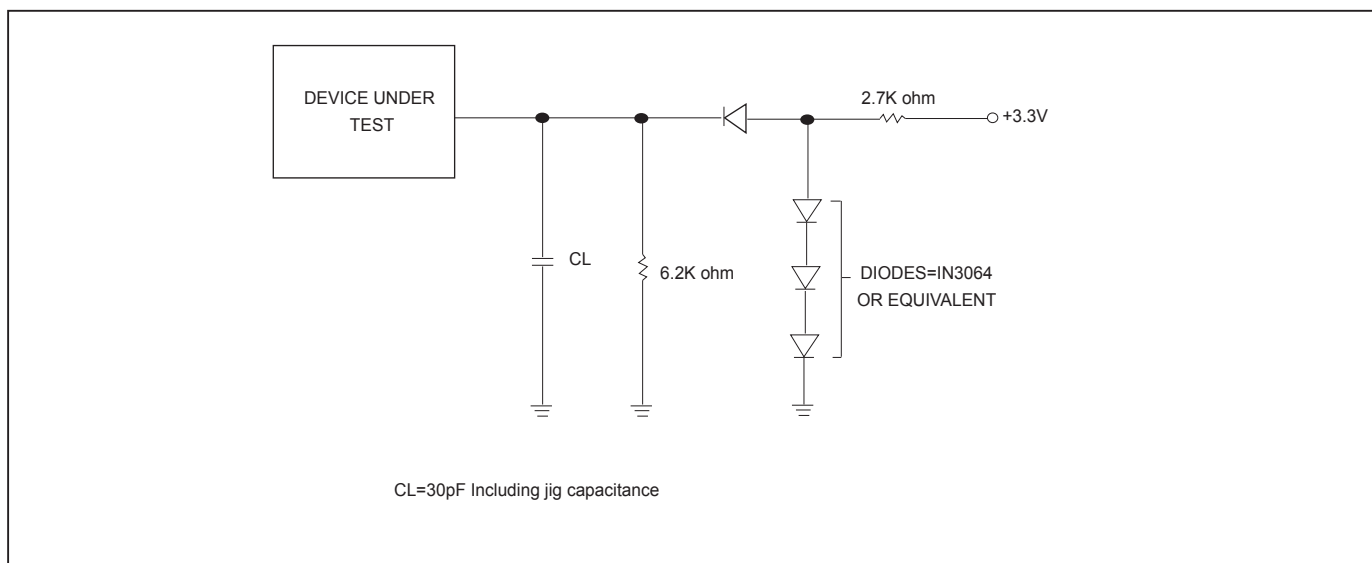 DEVICE UNDER
TEST
2.7K ohm
+3.3V
CL
6.2K ohm
DIODES=IN3064
OR EQUIVALENT
CL=30pF Including jig capacitance